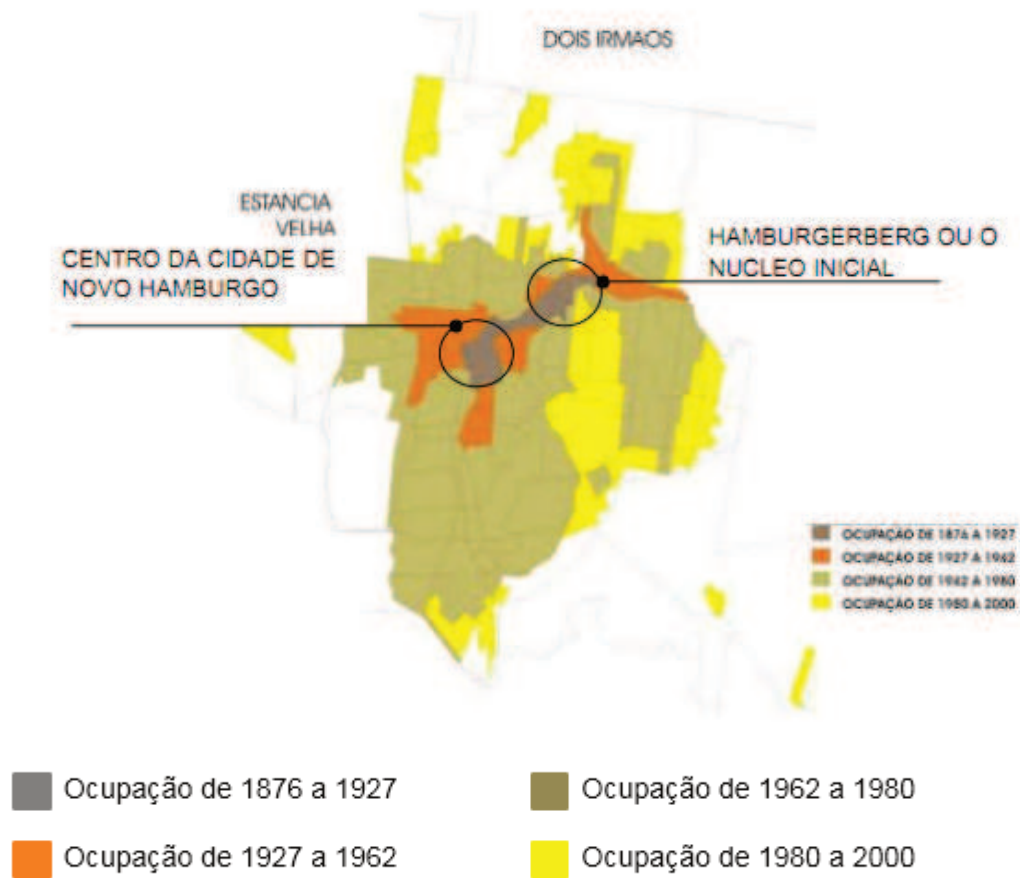 DOIS IRMAOS
ESTANCIA
VELHA
CENTRO DA CIDADE DE
NOVO HAMBURGO
HAMBURGERBERG OU O
NUCLEO INICIAL
OCUPAÇÃO DE 1876 A 1927
OCUPAÇÃO DE 1927 A 1962
OCUPAÇÃO DE 1962 A 1980
OCUPAÇÃO DE 1980 A 2000
Ocupação de 1876 a 1927
Ocupação de 1962 a 1980
Ocupação de 1927 a 1962
Ocupação de 1980 a 2000